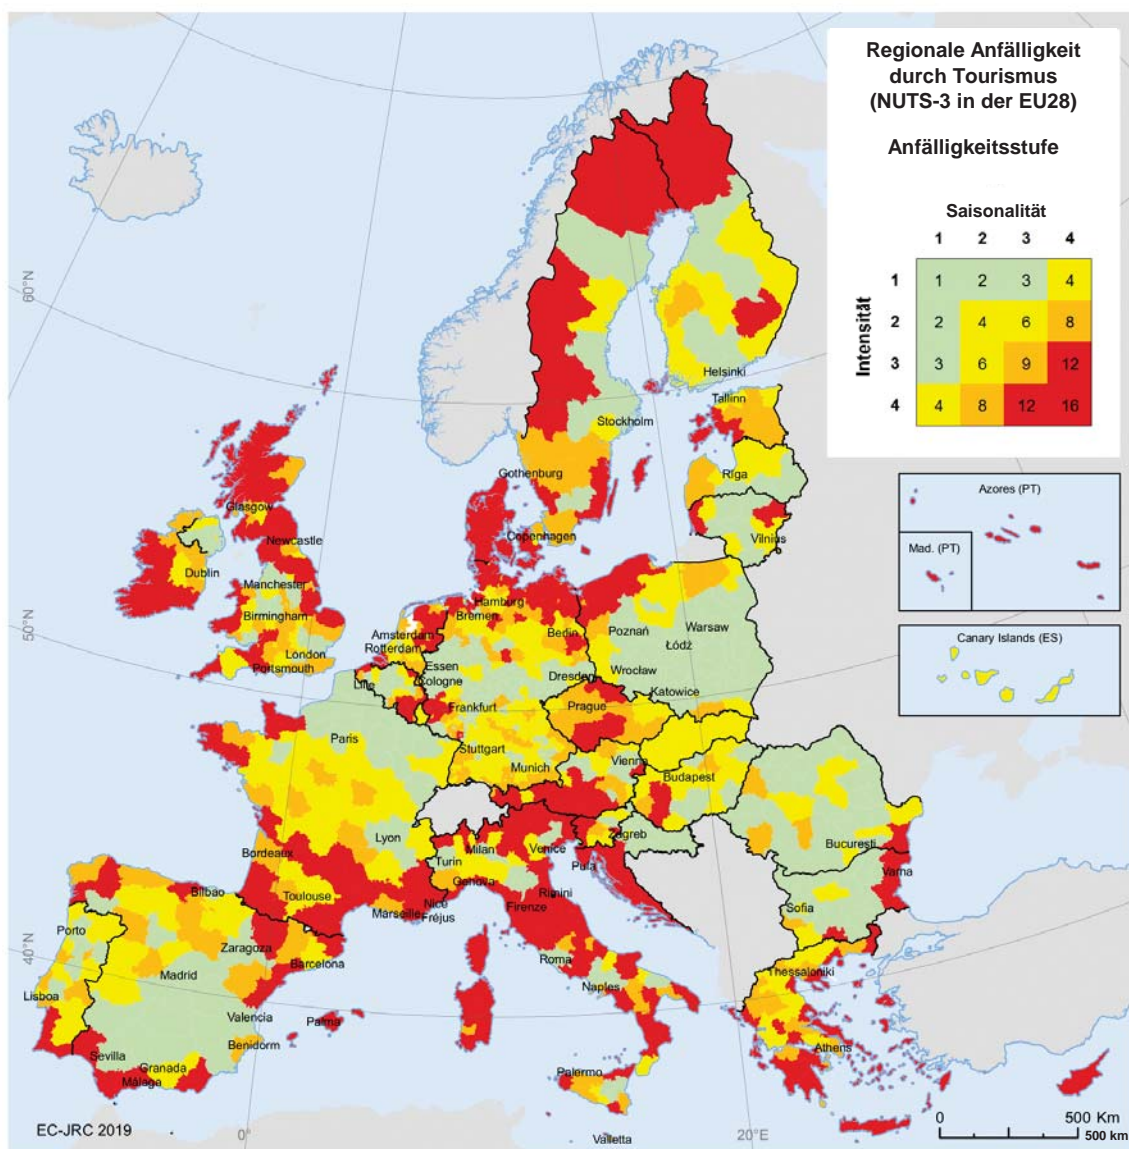 Regionale Anfälligkeit
durch Tourismus
(NUTS-3 in der EU28)
Anfälligkeitsstufe
Saisonalität
1 2 3 4
Intensität
1 1 2 3 4
2 2 4 6 8
3 3 6 9 12
4 4 8 12 16
Azores (PT)
Mad. (PT)
Canary Islands (ES)
60°N
50°N
40°N
0°
20°E
Helsinki
Tallinn
Stockholm
Gothenburg
Rīga
Glasgow
Copenhagen
Vilnius
Newcastle
Dublin
Manchester
Hamburg
Birmingham
Bremen
Amsterdam
Berlin
Poznań
Warsaw
Rotterdam
Łódź
London
Portsmouth
Essen
Wrocław
Lille
Cologne
Dresden
Katowice
Frankfurt
Prague
Paris
Stuttgart
Munich
Vienna
Budapest
Lyon
Zagreb
Bucuresti
Bordeaux
Milan
Venice
Turin
Pula
Varna
Genova
Bilbao
Toulouse
Rimini
Nice
Firenze
Marseille
Fréjus
Sofia
Porto
Zaragoza
Roma
Barcelona
Madrid
Thessaloniki
Naples
Lisboa
Valencia
Palma
Benidorm
Athens
Sevilla
Granada
Palermo
Málaga
Valletta
EC-JRC 2019
0 500 Km
500 km